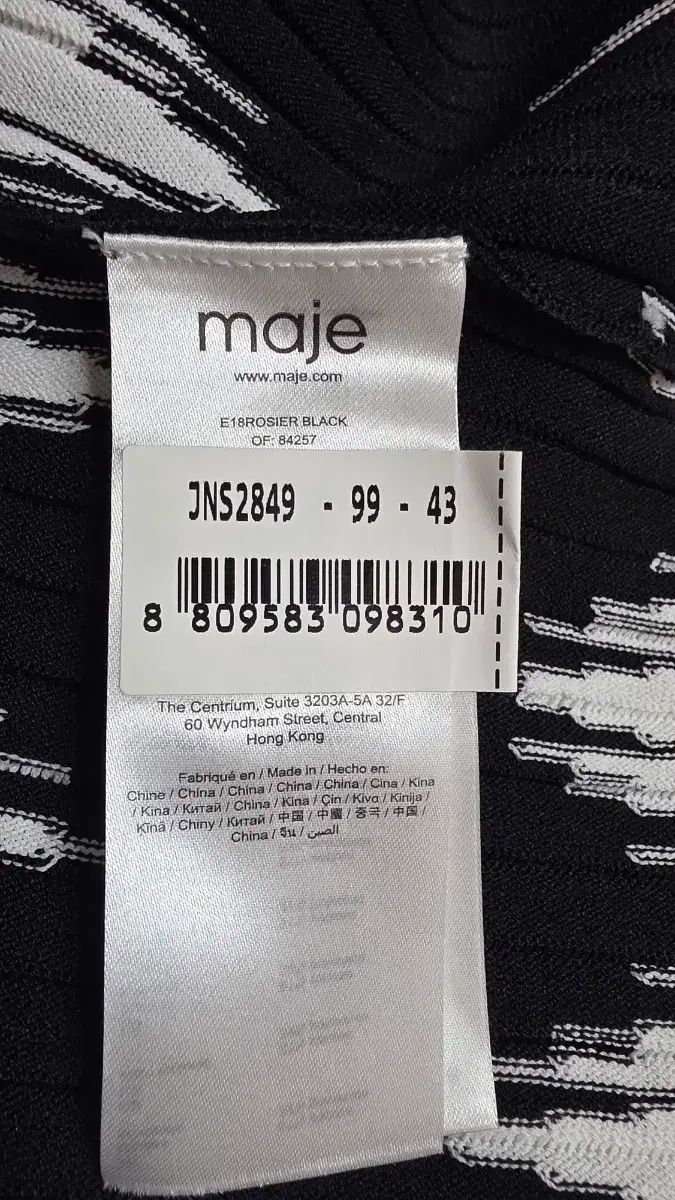 maje
www.maje.com
E18ROSIER BLACK
OF: 84257
JNS2849 - 99 - 43
8 809583 098310
The Centrium, Suite 3203A-5A 32/F
60 Wyndham Street, Central
Hong Kong
Fabriqué en / Made in / Hecho en:
Chine / China / China / China / China / Cina / Kina
/ Kina / Китай / China / Kina / Çin / Κίνα / Kinija /
Kīnā / Chiny / Китай / 中国 / 中國 / 중국 / 中国 /
China / จีน / الصين